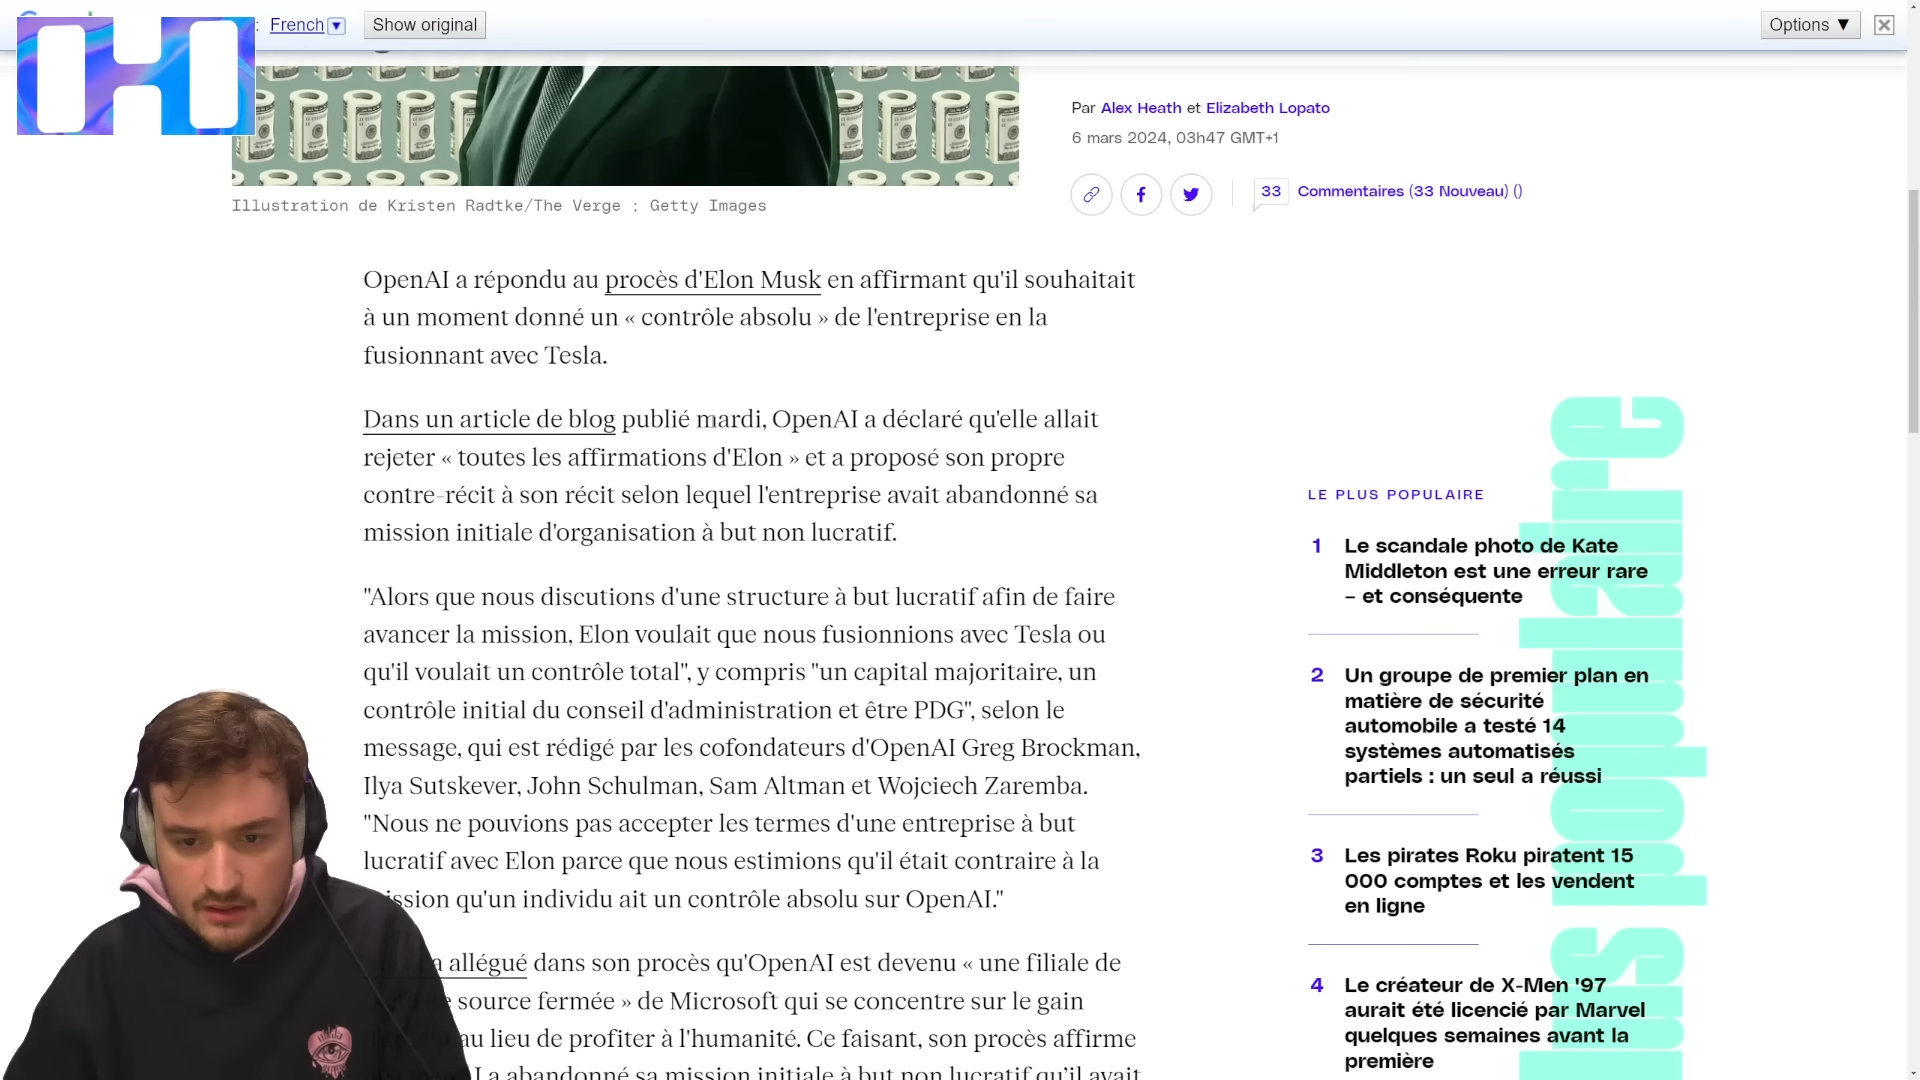 : French ▼ Show original
Options ▼
Illustration de Kristen Radtke/The Verge ; Getty Images
Par Alex Heath et Elizabeth Lopato
6 mars 2024, 03h47 GMT+1
33 Commentaires (33 Nouveau) ()
OpenAI a répondu au procès d'Elon Musk en affirmant qu'il souhaitait
à un moment donné un « contrôle absolu » de l'entreprise en la
fusionnant avec Tesla.
Dans un article de blog publié mardi, OpenAI a déclaré qu'elle allait
rejeter « toutes les affirmations d'Elon » et a proposé son propre
contre-récit à son récit selon lequel l'entreprise avait abandonné sa
mission initiale d'organisation à but non lucratif.
"Alors que nous discutions d'une structure à but lucratif afin de faire
avancer la mission, Elon voulait que nous fusionnions avec Tesla ou
qu'il voulait un contrôle total", y compris "un capital majoritaire, un
contrôle initial du conseil d'administration et être PDG", selon le
message, qui est rédigé par les cofondateurs d'OpenAI Greg Brockman,
Ilya Sutskever, John Schulman, Sam Altman et Wojciech Zaremba.
"Nous ne pouvions pas accepter les termes d'une entreprise à but
lucratif avec Elon parce que nous estimions qu'il était contraire à la
ission qu'un individu ait un contrôle absolu sur OpenAI."
a allégué dans son procès qu'OpenAI est devenu « une filiale de
source fermée » de Microsoft qui se concentre sur le gain
au lieu de profiter à l'humanité. Ce faisant, son procès affirme
I a abandonné sa mission initiale à but non lucratif qu'il avait
LE PLUS POPULAIRE
1 Le scandale photo de Kate
Middleton est une erreur rare
– et conséquente
2 Un groupe de premier plan en
matière de sécurité
automobile a testé 14
systèmes automatisés
partiels : un seul a réussi
3 Les pirates Roku piratent 15
000 comptes et les vendent
en ligne
4 Le créateur de X-Men '97
aurait été licencié par Marvel
quelques semaines avant la
première
us populaire